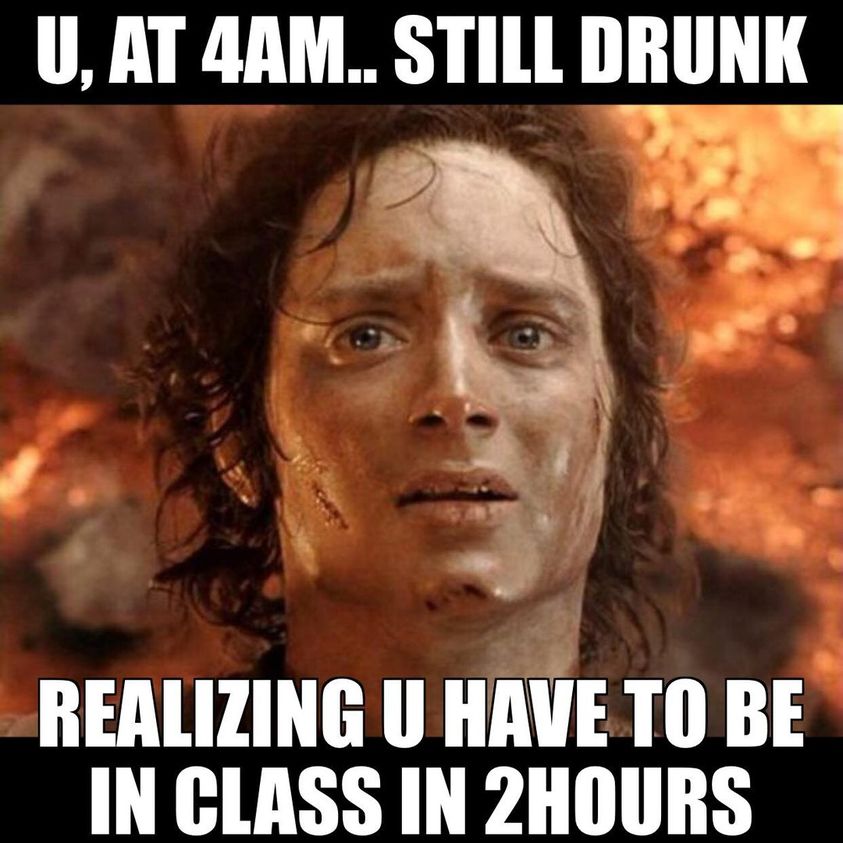 U, AT 4AM.. STILL DRUNK
REALIZING U HAVE TO BE
IN CLASS IN 2HOURS